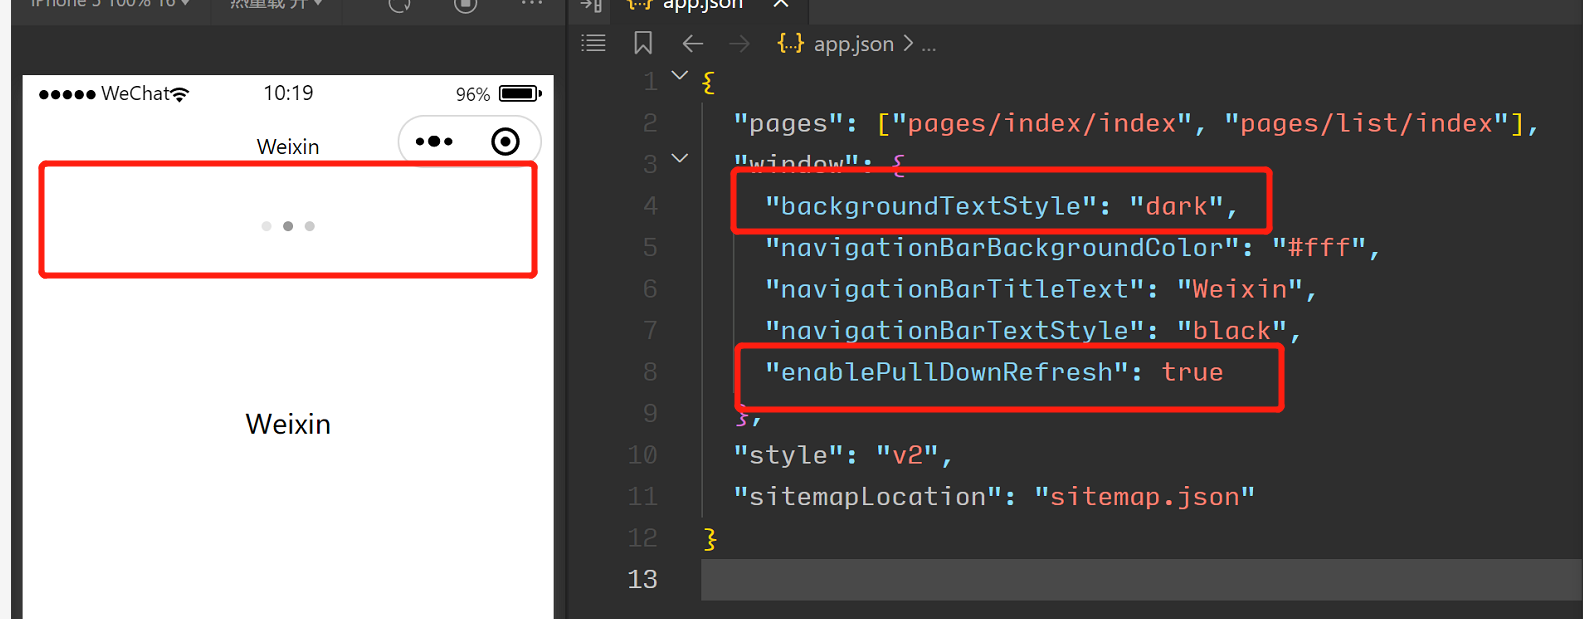 iPhone 5 100% 16
热重载 开
app.json
WeChat 10:19 96%
Weixin
Weixin
{..} app.json > ...
1 {
2 "pages": ["pages/index/index", "pages/list/index"],
3 "window": {
4 "backgroundTextStyle": "dark",
5 "navigationBarBackgroundColor": "#fff",
6 "navigationBarTitleText": "Weixin",
7 "navigationBarTextStyle": "black",
8 "enablePullDownRefresh": true
9 },
10 "style": "v2",
11 "sitemapLocation": "sitemap.json"
12 }
13